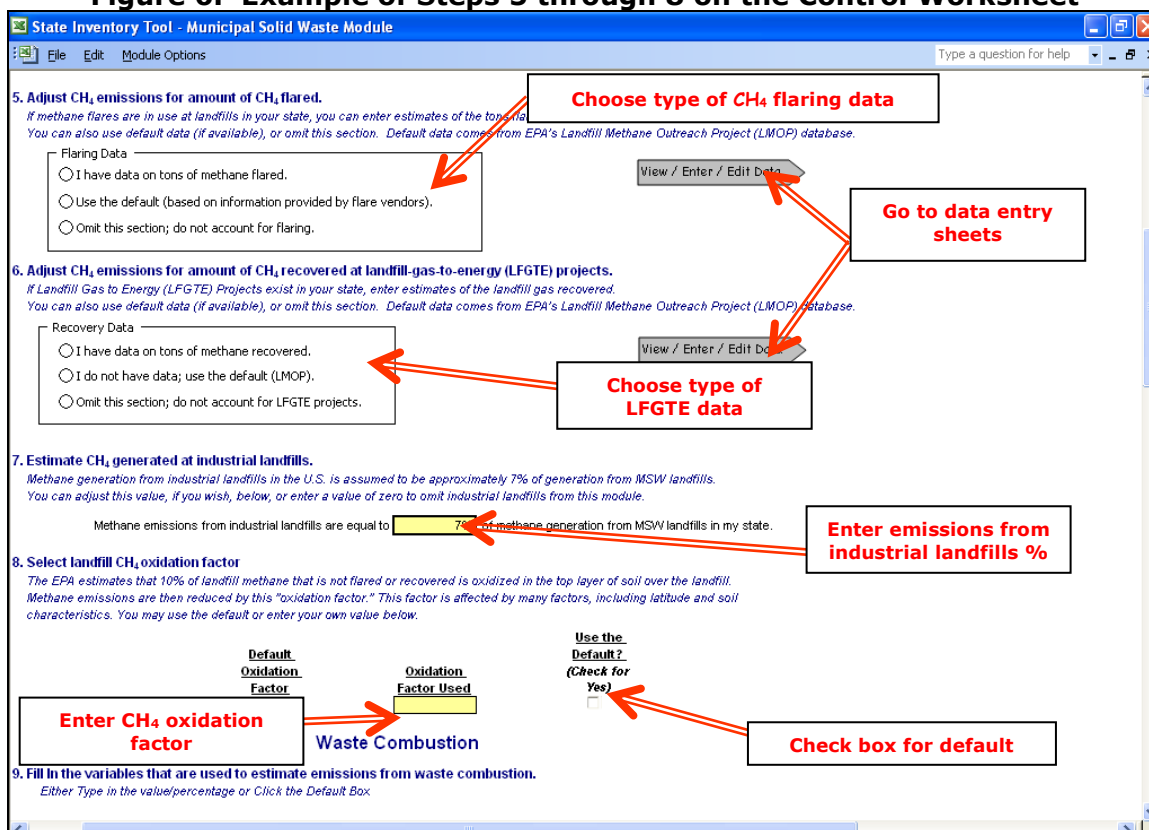 Figure 6. Example of Steps 5 through 8 on the Control Worksheet
State Inventory Tool - Municipal Solid Waste Module
File Edit Module Options
Type a question for help
5. Adjust CH4 emissions for amount of CH4 flared.
If methane flares are in use at landfills in your state, you can enter estimates of the tons
You can also use default data (if available), or omit this section. Default data comes from EPA's Landfill Methane Outreach Project (LMOP) database.
Choose type of CH4 flaring data
Flaring Data
I have data on tons of methane flared.
Use the default (based on information provided by flare vendors).
Omit this section; do not account for flaring.
View / Enter / Edit Data
Go to data entry
sheets
6. Adjust CH4 emissions for amount of CH4 recovered at landfill-gas-to-energy (LFGTE) projects.
If Landfill Gas to Energy (LFGTE) Projects exist in your state, enter estimates of the landfill gas recovered.
You can also use default data (if available), or omit this section. Default data comes from EPA's Landfill Methane Outreach Project (LMOP) database.
Recovery Data
I have data on tons of methane recovered.
I do not have data; use the default (LMOP).
Omit this section; do not account for LFGTE projects.
View / Enter / Edit Data
Choose type of
LFGTE data
7. Estimate CH4 generated at industrial landfills.
Methane generation from industrial landfills in the U.S. is assumed to be approximately 7% of generation from MSW landfills.
You can adjust this value, if you wish, below, or enter a value of zero to omit industrial landfills from this module.
Methane emissions from industrial landfills are equal to 7% of methane generation from MSW landfills in my state.
Enter emissions from
industrial landfills %
8. Select landfill CH4 oxidation factor
The EPA estimates that 10% of landfill methane that is not flared or recovered is oxidized in the top layer of soil over the landfill.
Methane emissions are then reduced by this "oxidation factor." This factor is affected by many factors, including latitude and soil
characteristics. You may use the default or enter your own value below.
Default
Oxidation
Factor
Oxidation
Factor Used
Use the
Default?
(Check for
Yes)
Enter CH4 oxidation
factor
Check box for default
Waste Combustion
9. Fill In the variables that are used to estimate emissions from waste combustion.
Either Type in the value/percentage or Click the Default Box